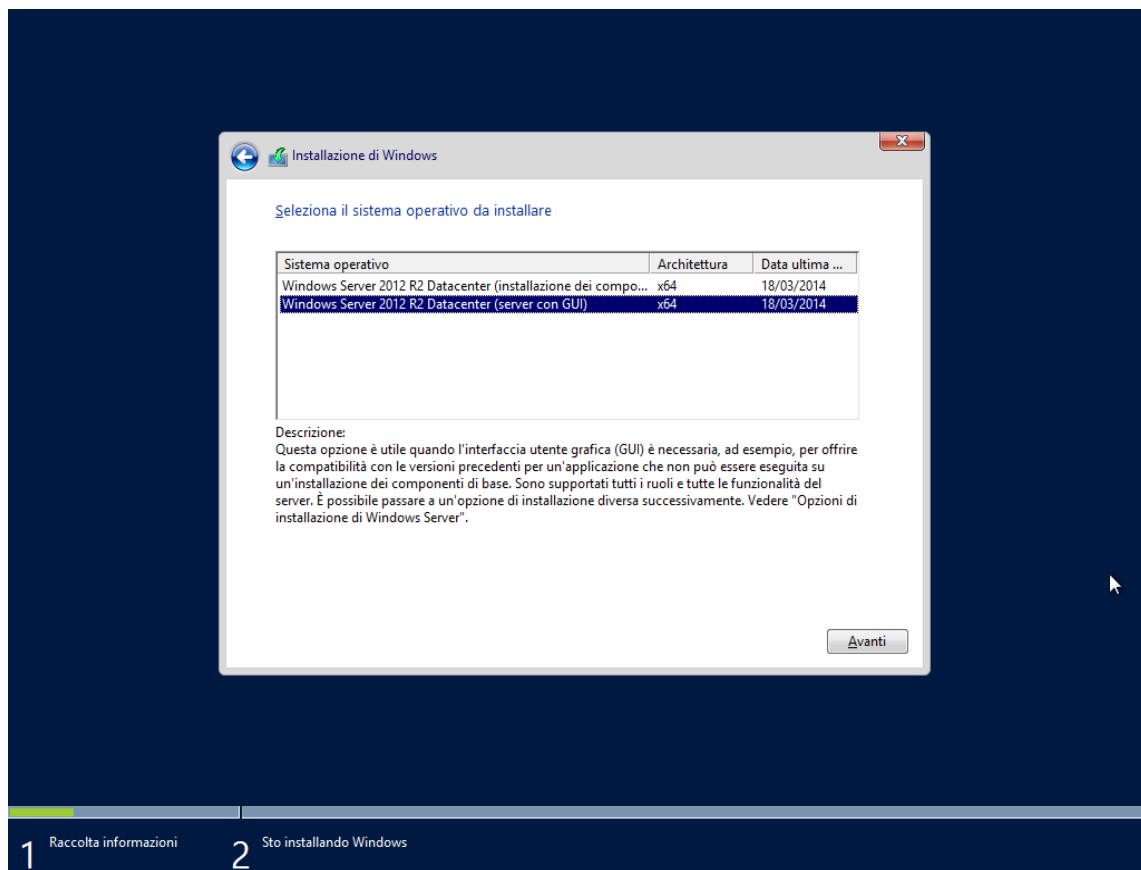 Installazione di Windows
Seleziona il sistema operativo da installare
Sistema operativo Architettura Data ultima ...
Windows Server 2012 R2 Datacenter (installazione dei compo... x64 18/03/2014
Windows Server 2012 R2 Datacenter (server con GUI) x64 18/03/2014
Descrizione:
Questa opzione è utile quando l'interfaccia utente grafica (GUI) è necessaria, ad esempio, per offrire
la compatibilità con le versioni precedenti per un'applicazione che non può essere eseguita su
un'installazione dei componenti di base. Sono supportati tutti i ruoli e tutte le funzionalità del
server. È possibile passare a un'opzione di installazione diversa successivamente. Vedere "Opzioni di
installazione di Windows Server".
Avanti
1 Raccolta informazioni 2 Sto installando Windows